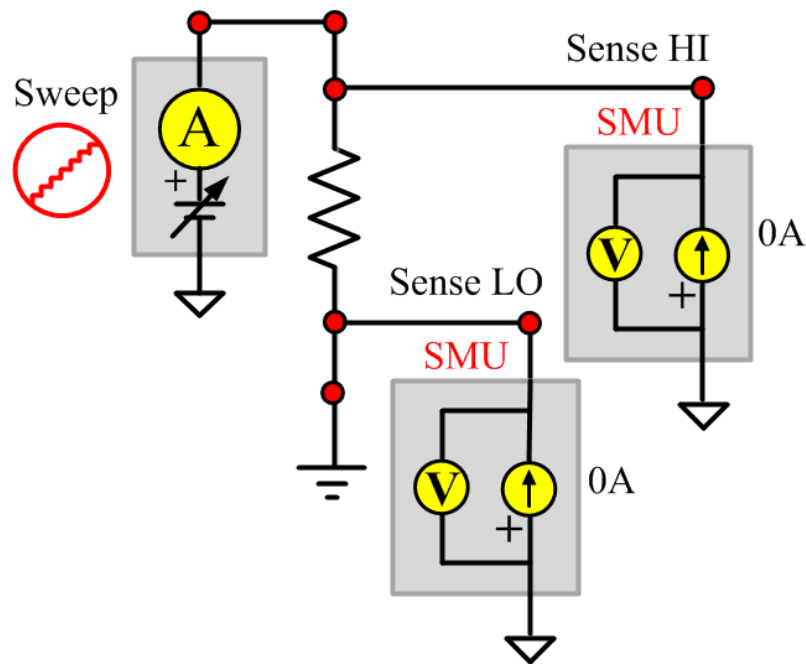 Sense HI
Sweep
SMU
A
+
V
0A
+
Sense LO
SMU
V
0A
+